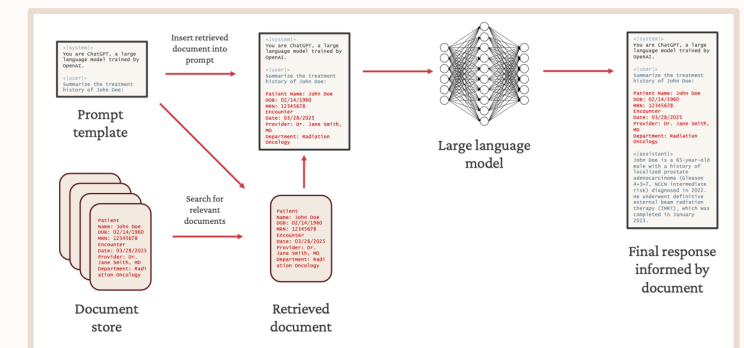 <|system|>
You are ChatGPT, a large
language model trained by
OpenAI.
<|user|>
Summarize the treatment
history of John Doe:
Prompt
template
Insert retrieved
document into
prompt
<|system|>
You are ChatGPT, a large
language model trained by
OpenAI.
<|user|>
Summarize the treatment
history of John Doe:
Patient Name: John Doe
DOB: 02/14/1960
MRN: 12345678
Encounter
Date: 03/28/2025
Provider: Dr. Jane Smith,
MD
Department: Radiation
Oncology
Large language
model
<|system|>
You are ChatGPT, a large
language model trained by
OpenAI.
<|user|>
Summarize the treatment
history of John Doe:
Patient Name: John Doe
DOB: 02/14/1960
MRN: 12345678
Encounter
Date: 03/28/2025
Provider: Dr. Jane Smith,
MD
Department: Radiation
Oncology
<|assistant|>
John Doe is a 65-year-old
male with a history of
localized prostate
adenocarcinoma (Gleason
4+3=7, NCCN intermediate
risk) diagnosed in 2022.
He underwent definitive
external beam radiation
therapy (IMRT), which was
completed in January
2023.
Final response
informed by
document
Patient
Name: John Doe
DOB: 02/14/1960
MRN: 12345678
Encounter
Date: 03/28/2025
Provider: Dr.
Jane Smith, MD
Department: Radi
ation Oncology
Document
store
Search for
relevant
documents
Patient
Name: John Doe
DOB: 02/14/1960
MRN: 12345678
Encounter
Date: 03/28/2025
Provider: Dr.
Jane Smith, MD
Department: Radi
ation Oncology
Retrieved
document